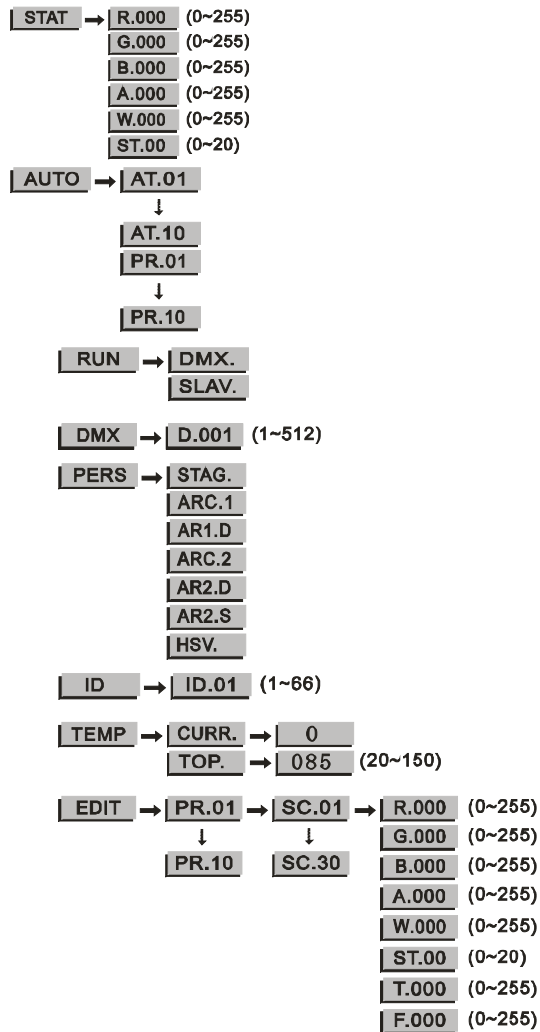 STAT R.000 (0~255)
G.000 (0~255)
B.000 (0~255)
A.000 (0~255)
W.000 (0~255)
ST.00 (0~20)
AUTO AT.01
AT.10
PR.01
PR.10
RUN DMX.
SLAV.
DMX D.001 (1~512)
PERS STAG.
ARC.1
AR1.D
ARC.2
AR2.D
AR2.S
HSV.
ID ID.01 (1~66)
TEMP CURR. 0
TOP. 085 (20~150)
EDIT PR.01 SC.01 R.000 (0~255)
G.000 (0~255)
PR.10 SC.30 B.000 (0~255)
A.000 (0~255)
W.000 (0~255)
ST.00 (0~20)
T.000 (0~255)
F.000 (0~255)